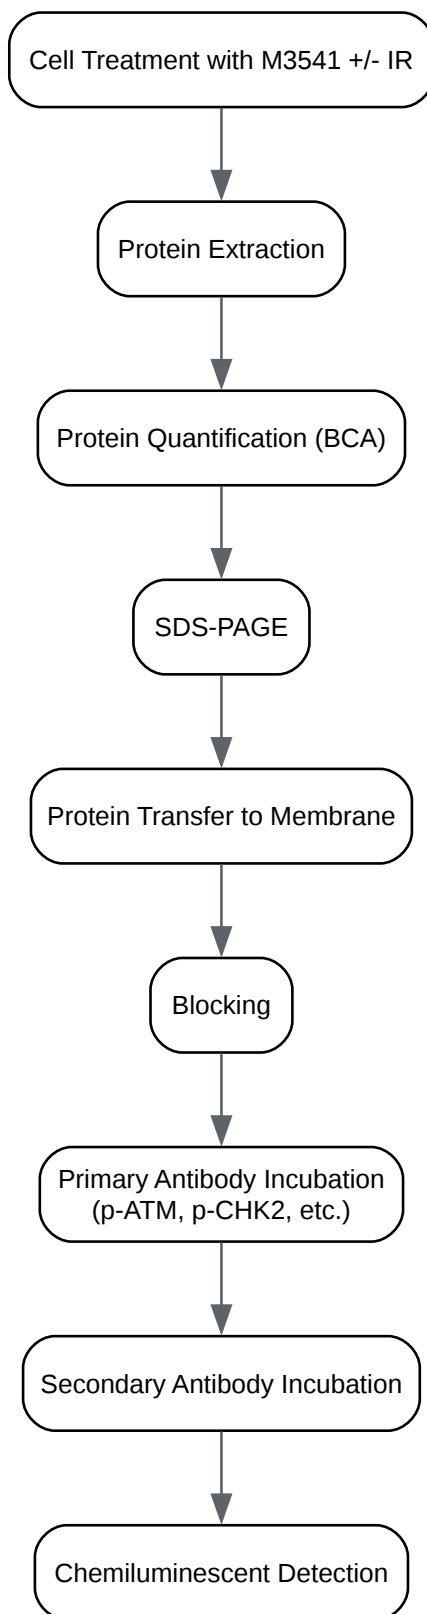 Cell Treatment with M3541 +/- IR
Protein Extraction
Protein Quantification (BCA)
SDS-PAGE
Protein Transfer to Membrane
Blocking
Primary Antibody Incubation
(p-ATM, p-CHK2, etc.)
Secondary Antibody Incubation
Chemiluminescent Detection